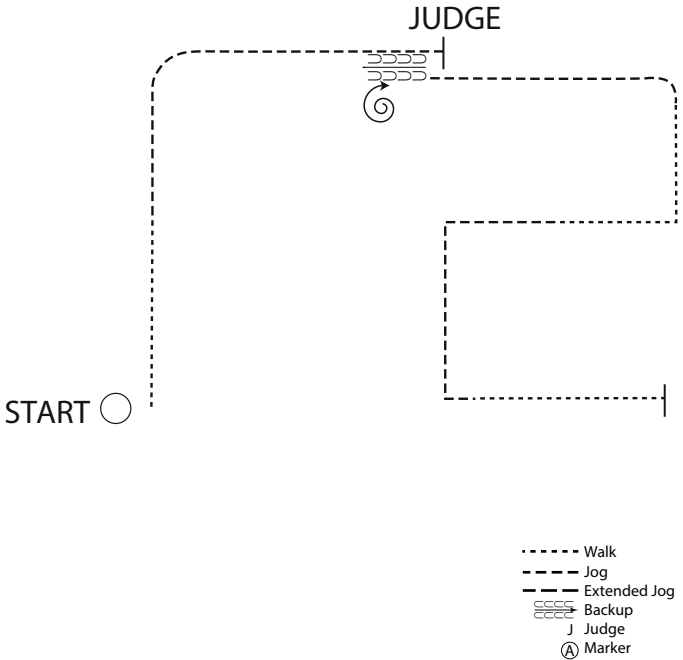 JUDGE
START
Walk
Jog
Extended Jog
Backup
J Judge
A Marker